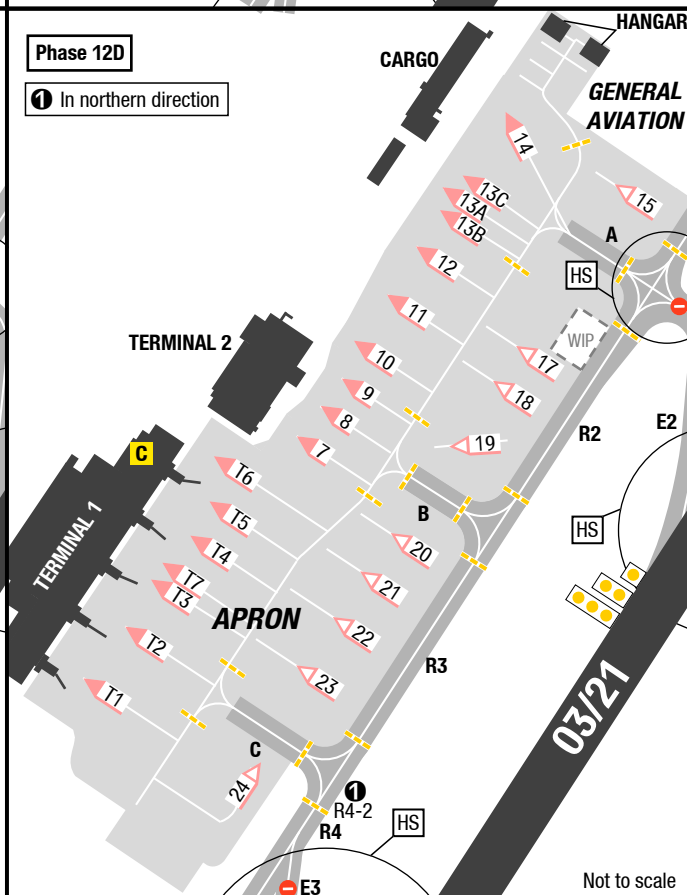 Phase 12D
1 In northern direction
HANGAR
CARGO
GENERAL
AVIATION
14
15
13C
13A
13B
A
12
HS
11
WIP
TERMINAL 2
10
17
9
18
8
R2
E2
19
7
C
T6
B
HS
T5
20
TERMINAL 1
T4
21
T7
T3
APRON
22
T2
R3
23
T1
03/21
C
24
1
R4-2
R4
HS
E3
Not to scale